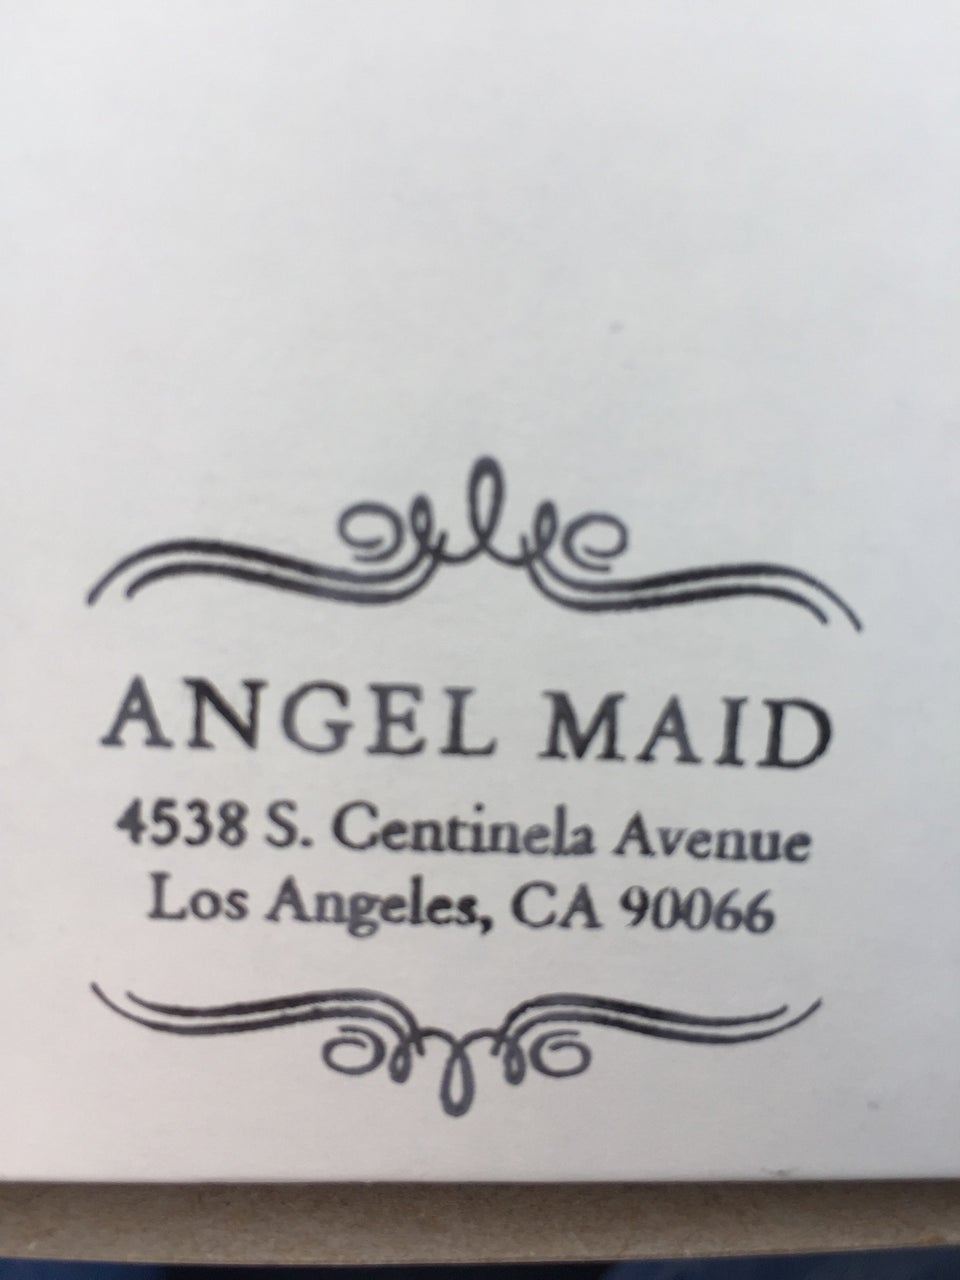 ANGEL MAID
4538 S. Centinela Avenue
Los Angeles, CA 90066